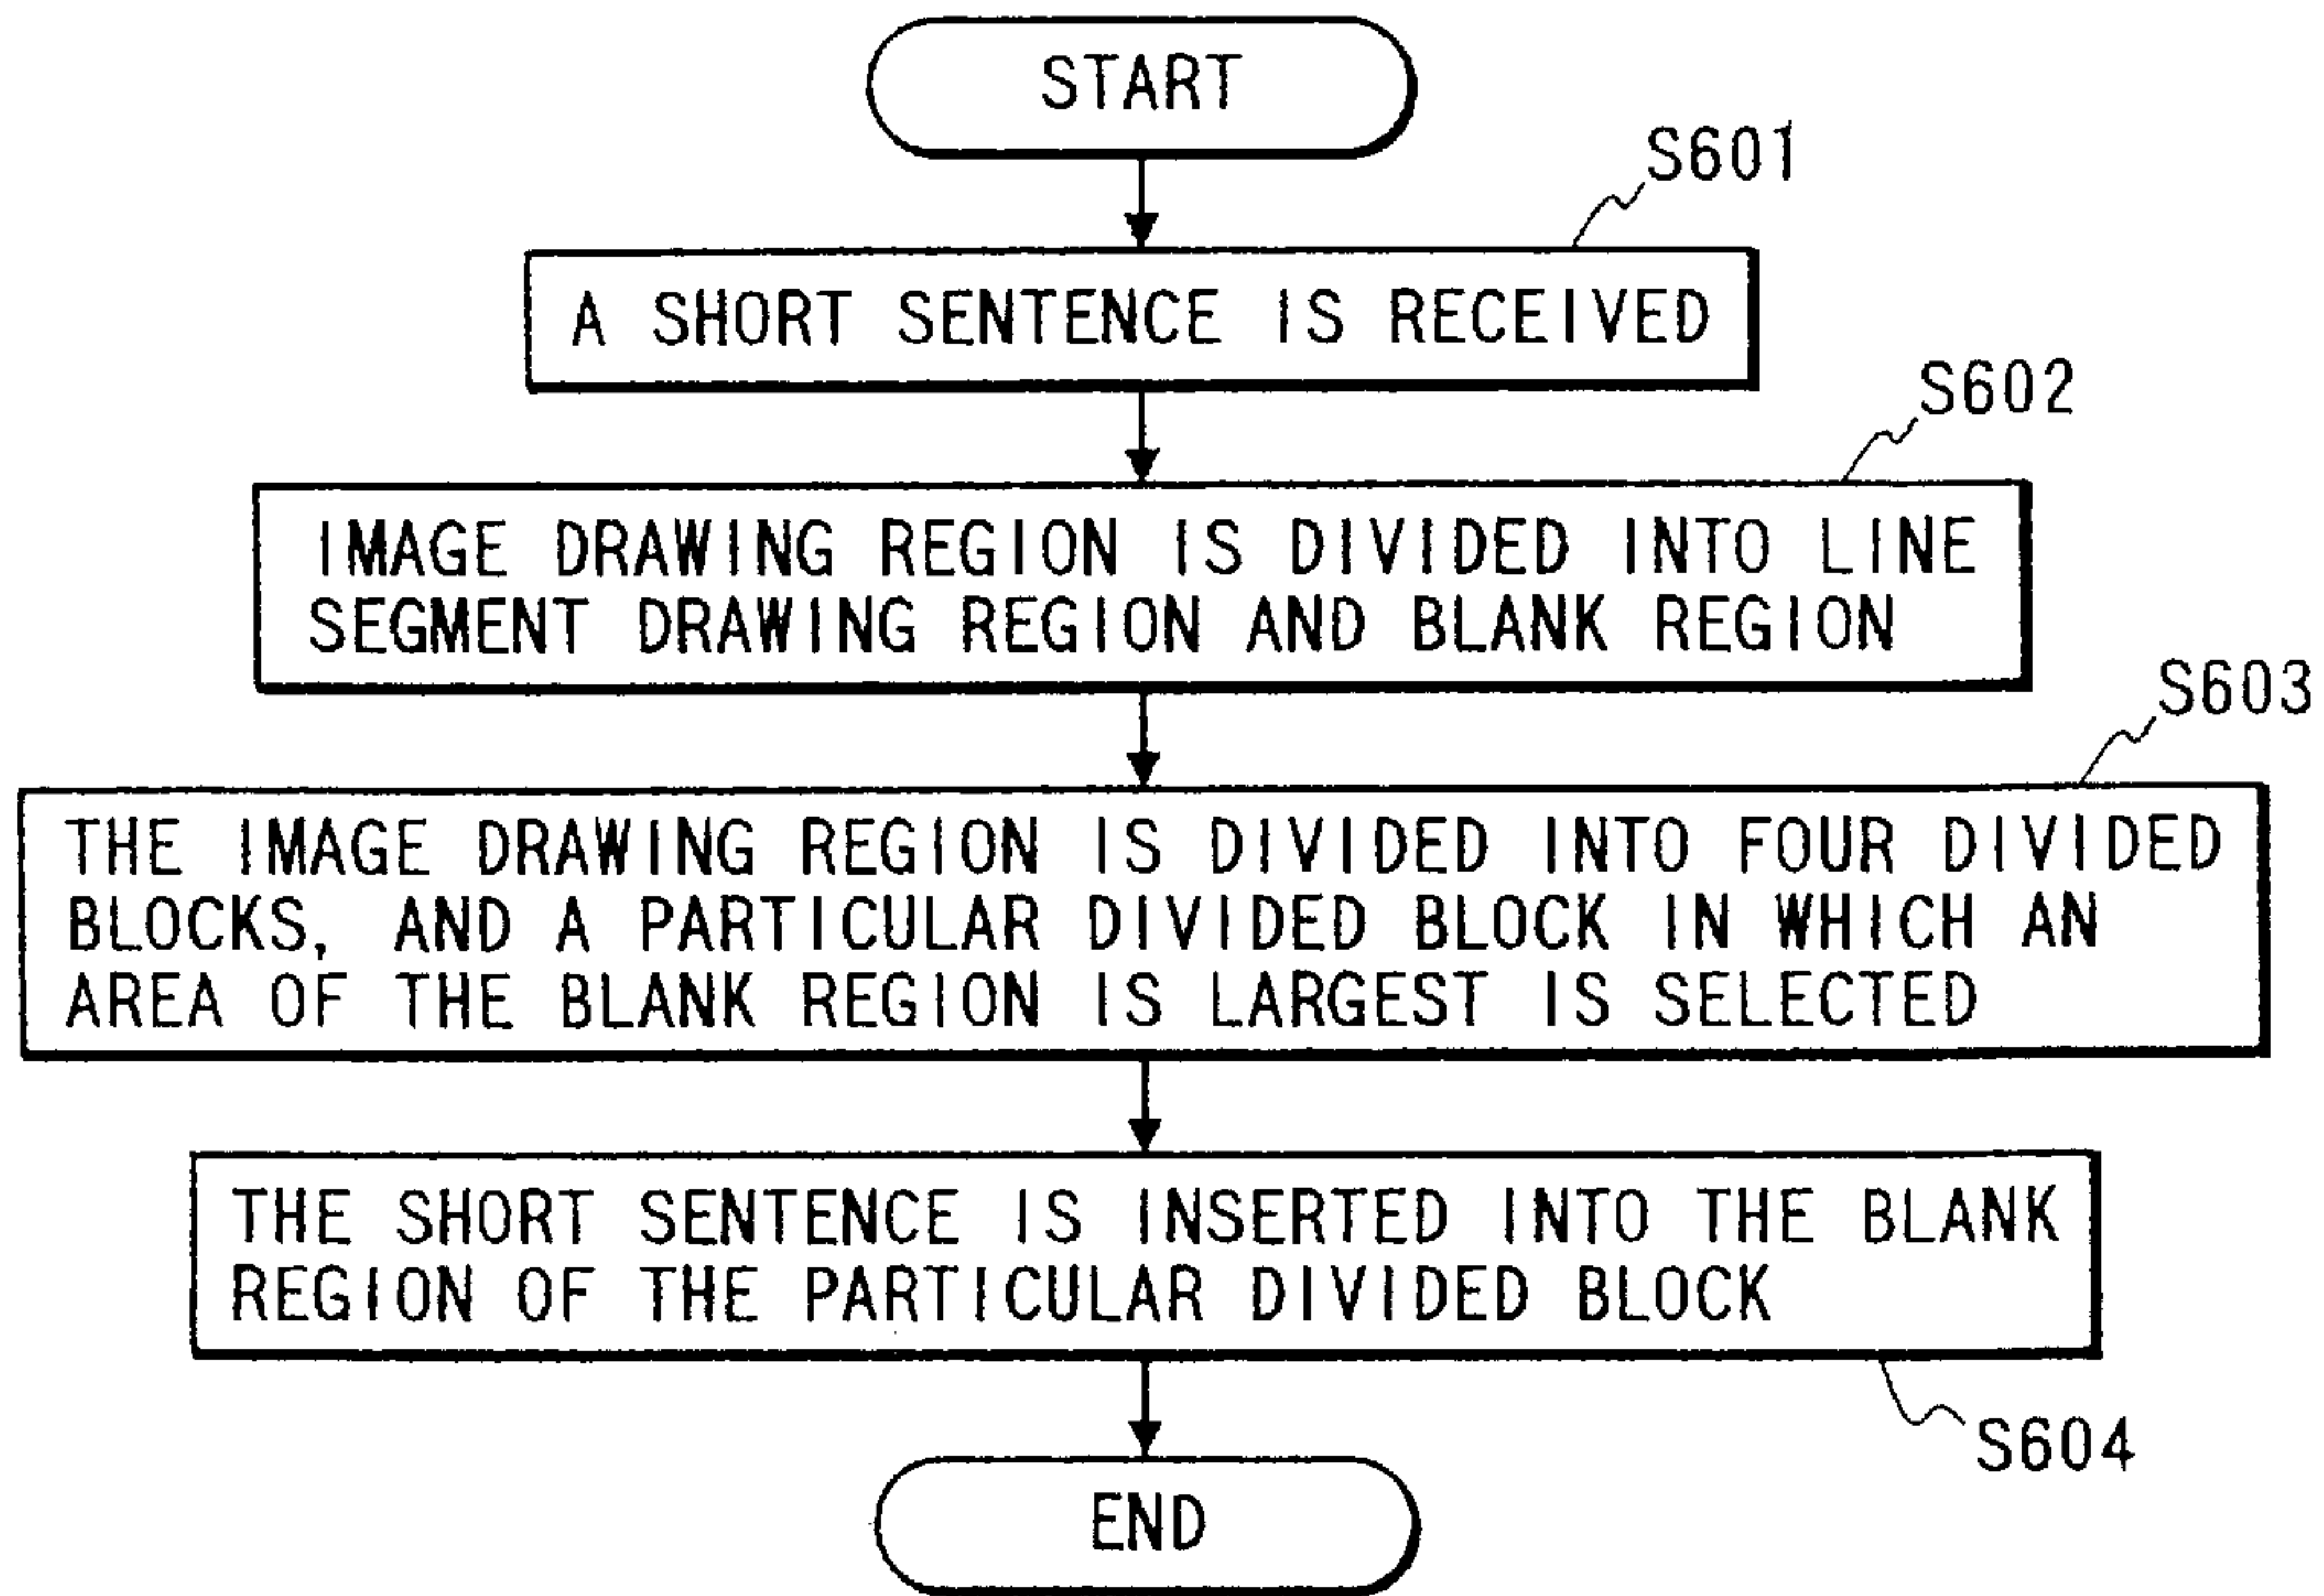 START
S601
A SHORT SENTENCE IS RECEIVED
S602
IMAGE DRAWING REGION IS DIVIDED INTO LINE
SEGMENT DRAWING REGION AND BLANK REGION
S603
THE IMAGE DRAWING REGION IS DIVIDED INTO FOUR DIVIDED
BLOCKS, AND A PARTICULAR DIVIDED BLOCK IN WHICH AN
AREA OF THE BLANK REGION IS LARGEST IS SELECTED
THE SHORT SENTENCE IS INSERTED INTO THE BLANK
REGION OF THE PARTICULAR DIVIDED BLOCK
S604
END